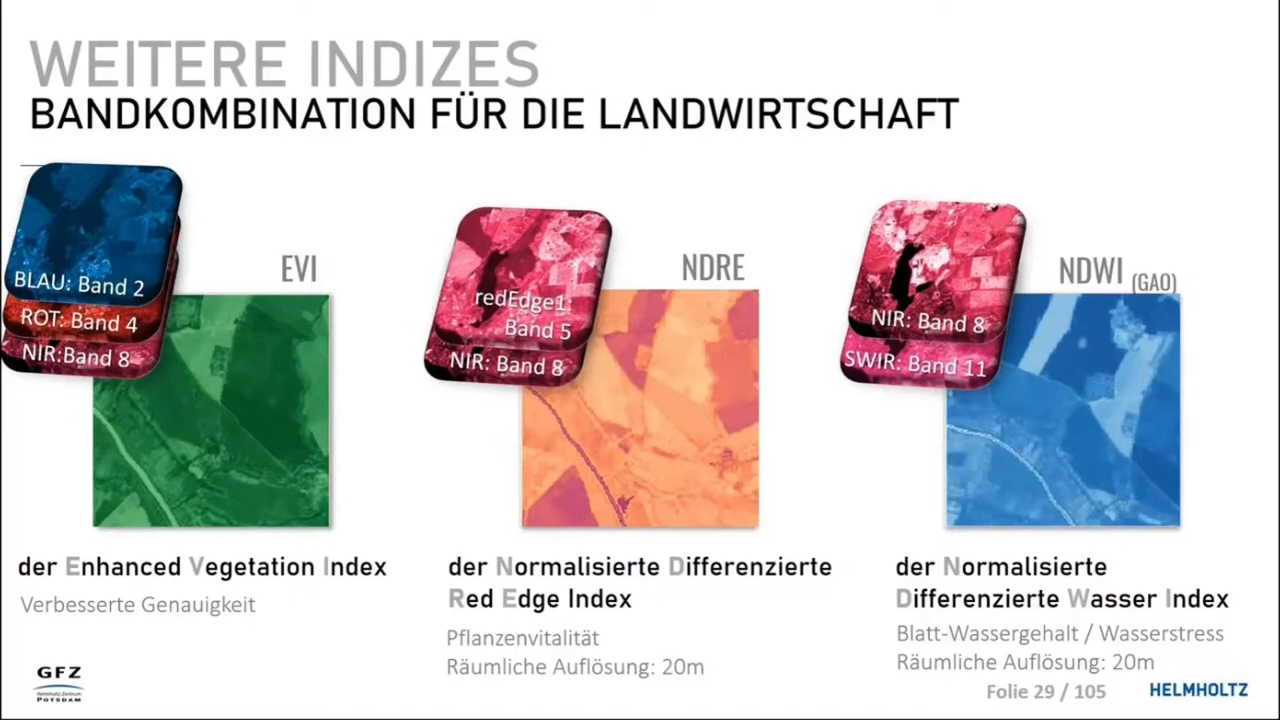 WEITERE INDIZES
BANDKOMBINATION FÜR DIE LANDWIRTSCHAFT
BLAU: Band 2
ROT: Band 4
NIR:Band 8
EVI
der Enhanced Vegetation Index
Verbesserte Genauigkeit
redEdge1:
Band 5
NIR: Band 8
NDRE
der Normalisierte Differenzierte
Red Edge Index
Pflanzenvitalität
Räumliche Auflösung: 20m
NIR: Band 8
SWIR: Band 11
NDWI (GAO)
der Normalisierte
Differenzierte Wasser Index
Blatt-Wassergehalt / Wasserstress
Räumliche Auflösung: 20m
GFZ
Helmholtz-Zentrum
POTSDAM
Folie 29 / 105
HELMHOLTZ